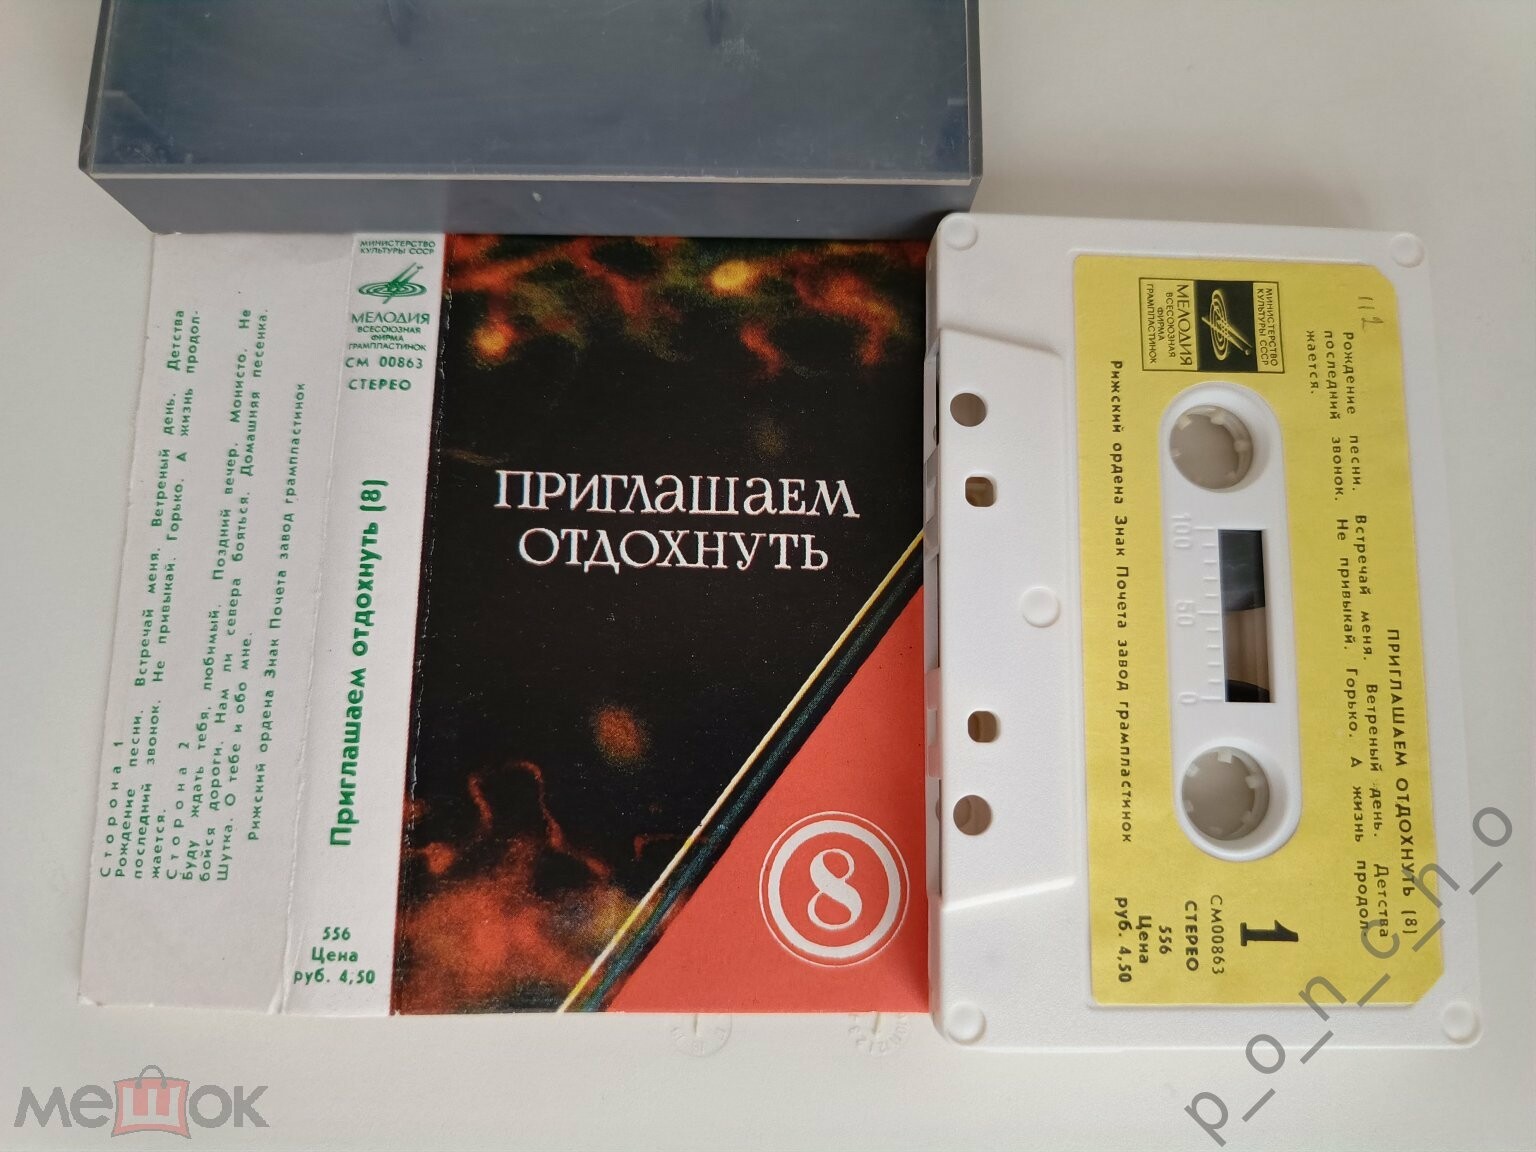 Сторона 1
Рождение песни. Встречай меня. Ветреный день. Детства
последний звонок. Не привыкай. Горько. А жизнь продол-
жается.
Сторона 2
Буду ждать тебя, любимый. Поздний вечер. Монисто. Не
бойся дороги. Нам ли севера бояться. Домашняя песенка.
Шутка. О тебе и обо мне.
Рижский ордена Знак Почета завод грампластинок
МИНИСТЕРСТВО
КУЛЬТУРЫ СССР
МЕЛОДИЯ
ВСЕСОЮЗНАЯ
ФИРМА
ГРАМПЛАСТИНОК
СМ 00863
СТЕРЕО
Приглашаем отдохнуть (8)
556
Цена
руб. 4,50
ПРИГЛАШАЕМ
ОТДОХНУТЬ
8
112
МИНИСТЕРСТВО
КУЛЬТУРЫ СССР
МЕЛОДИЯ
ВСЕСОЮЗНАЯ
ФИРМА
ГРАМПЛАСТИНОК
ПРИГЛАШАЕМ ОТДОХНУТЬ (8)
Рождение песни. Встречай меня. Ветреный день. Детства
последний звонок. Не привыкай. Горько. А жизнь продол-
жается.
100 50 0
1
СМ00863
СТЕРЕО
556
Цена
руб. 4,50
Рижский ордена Знак Почета завод грампластинок
мешок
p_o_n_c_h_o